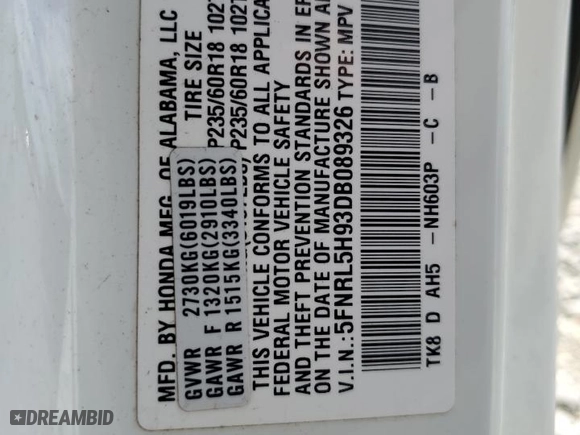 MFD. BY HONDA MFG. OF ALABAMA, LLC
TIRE SIZE
GVWR 2730KG(6019LBS)
GAWR F 1320KG(2910LBS) P235/60R18 102T
GAWR R 1515KG(3340LBS) P235/60R18 102T
THIS VEHICLE CONFORMS TO ALL APPLICA
FEDERAL MOTOR VEHICLE SAFETY
AND THEFT PREVENTION STANDARDS IN EF
ON THE DATE OF MANUFACTURE SHOWN A
V.I.N.:5FNRL5H93DB089326 TYPE: MPV
TK8 D AH5 - NH603P - C - B
DREAMBID